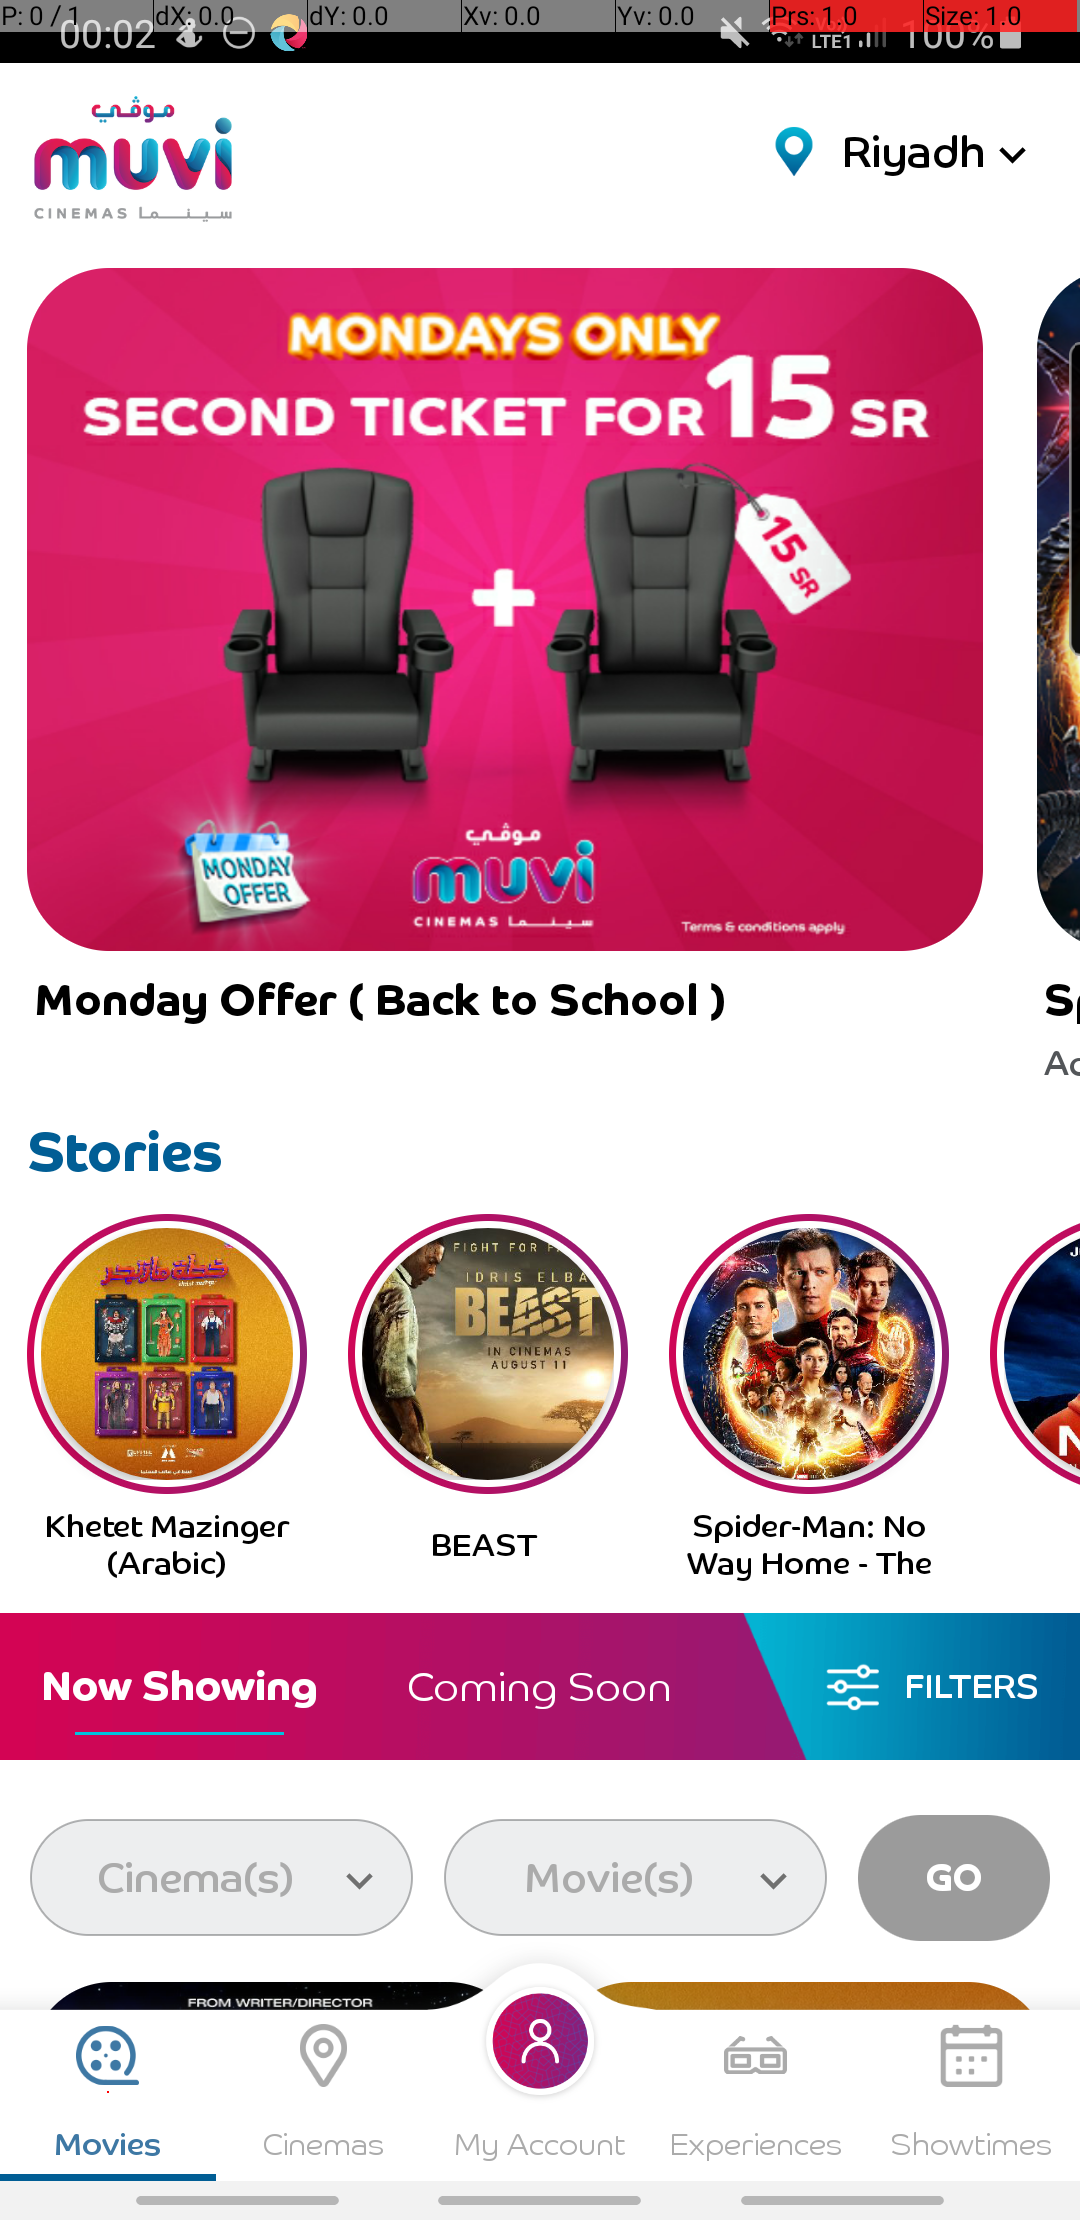 P: 0 / 1 dX: 0.0 dY: 0.0 Xv: 0.0 Yv: 0.0 Prs: 1.0 Size: 1.0
00:02 LTE1 100%
موڤي
muvi
CINEMAS سينما
Riyadh
MONDAYS ONLY
SECOND TICKET FOR 15 SR
15 SR
MONDAY
OFFER
موڤي
muvi
CINEMAS سينما
Terms & conditions apply
Monday Offer ( Back to School )
Stories
خطة مازنجر
khetet mazinger
FIGHT FOR
IDRIS ELBA
BEAST
IN CINEMAS
AUGUST 11
Khetet Mazinger
(Arabic)
BEAST
Spider-Man: No
Way Home - The
Now Showing
Coming Soon
FILTERS
Cinema(s)
Movie(s)
GO
FROM WRITER/DIRECTOR
Movies
Cinemas
My Account
Experiences
Showtimes